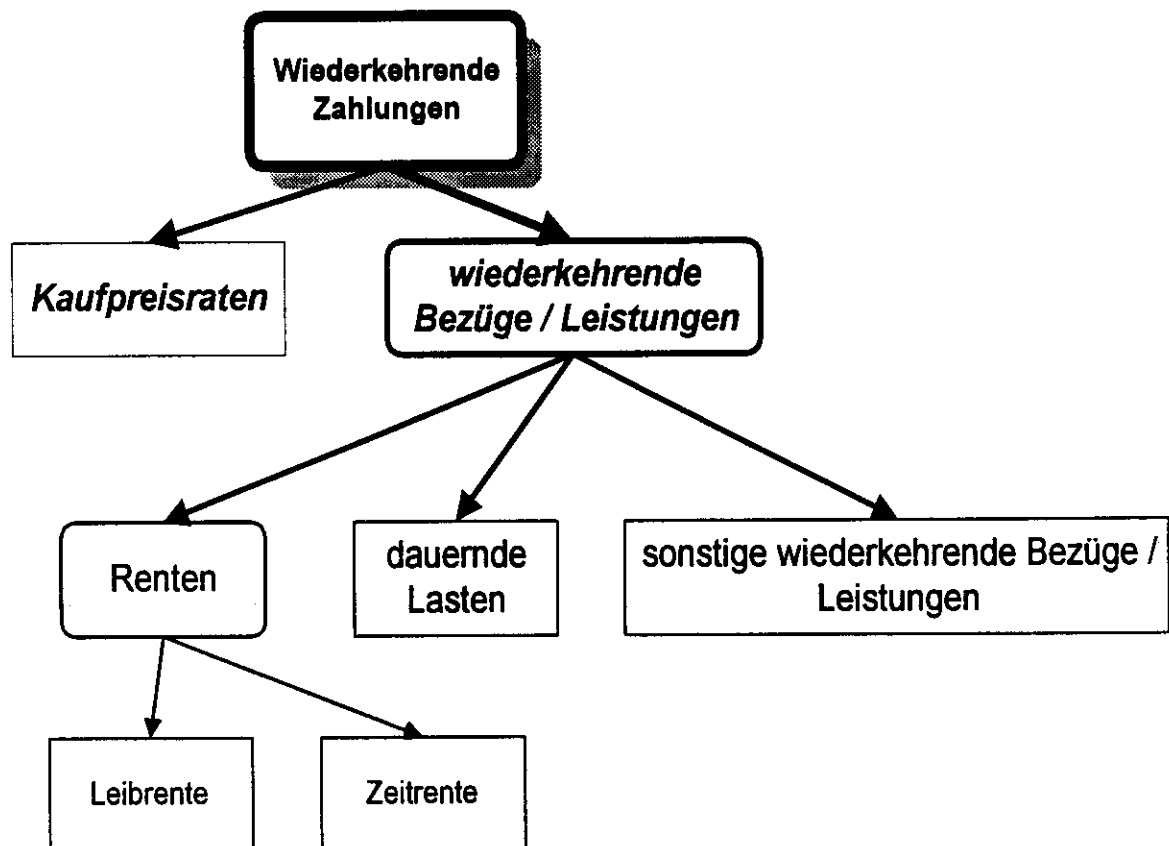 Wiederkehrende
Zahlungen
Kaufpreisraten
wiederkehrende
Bezüge / Leistungen
Renten
dauernde
Lasten
sonstige wiederkehrende Bezüge /
Leistungen
Leibrente
Zeitrente